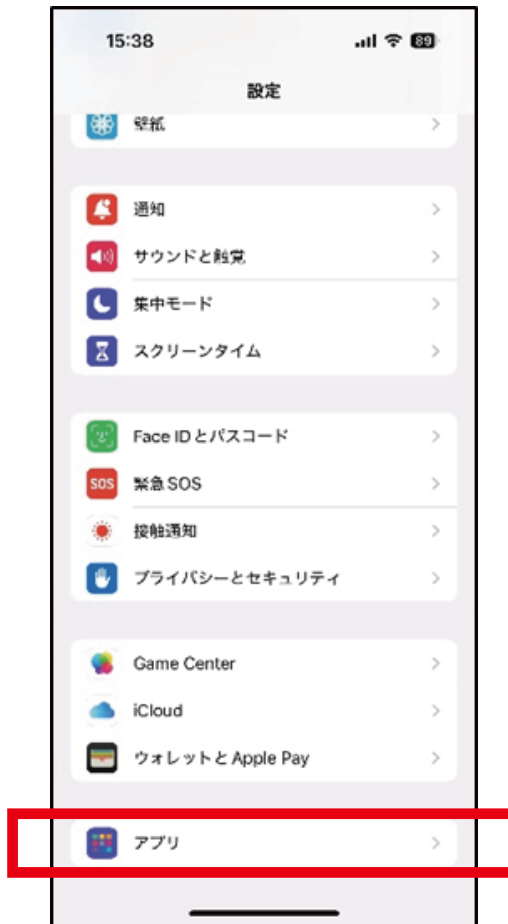 15:38 89
設定
壁紙
通知
サウンドと触覚
集中モード
スクリーンタイム
Face IDとパスコード
SOS 緊急SOS
接触通知
プライバシーとセキュリティ
Game Center
iCloud
ウォレットとApple Pay
アプリ